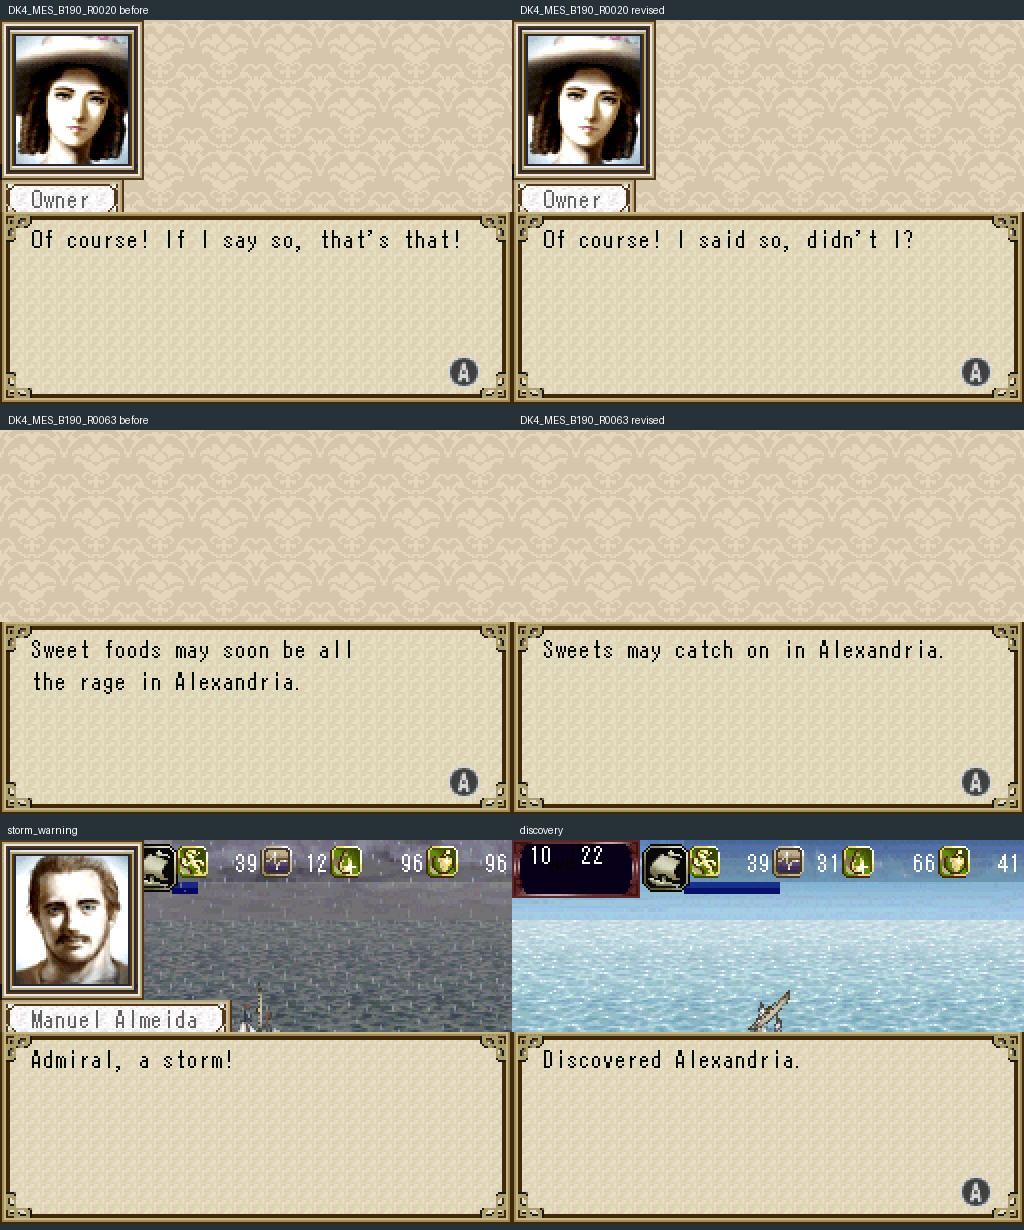 DK4_MES_B190_R0020 before
DK4_MES_B190_R0020 revised
Owner
Owner
Of course! If I say so, that's that!
Of course! I said so, didn't I?
A
A
DK4_MES_B190_R0063 before
DK4_MES_B190_R0063 revised
Sweet foods may soon be all
the rage in Alexandria.
Sweets may catch on in Alexandria.
A
A
storm_warning
discovery
39 12 96 96
10 22 39 31 66 41
Manuel Almeida
Admiral, a storm!
Discovered Alexandria.
A